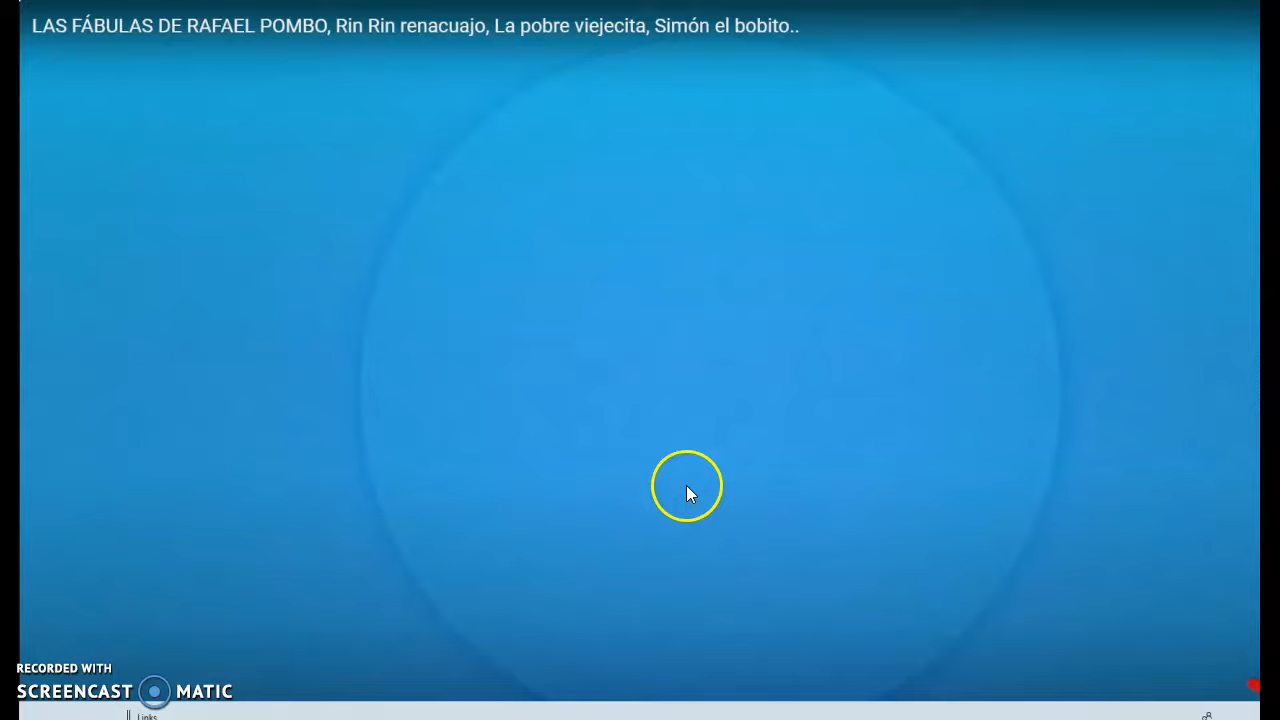 LAS FÁBULAS DE RAFAEL POMBO, Rin Rin renacuajo, La pobre viejecita, Simón el bobito..
RECORDED WITH
SCREENCAST MATIC
Links